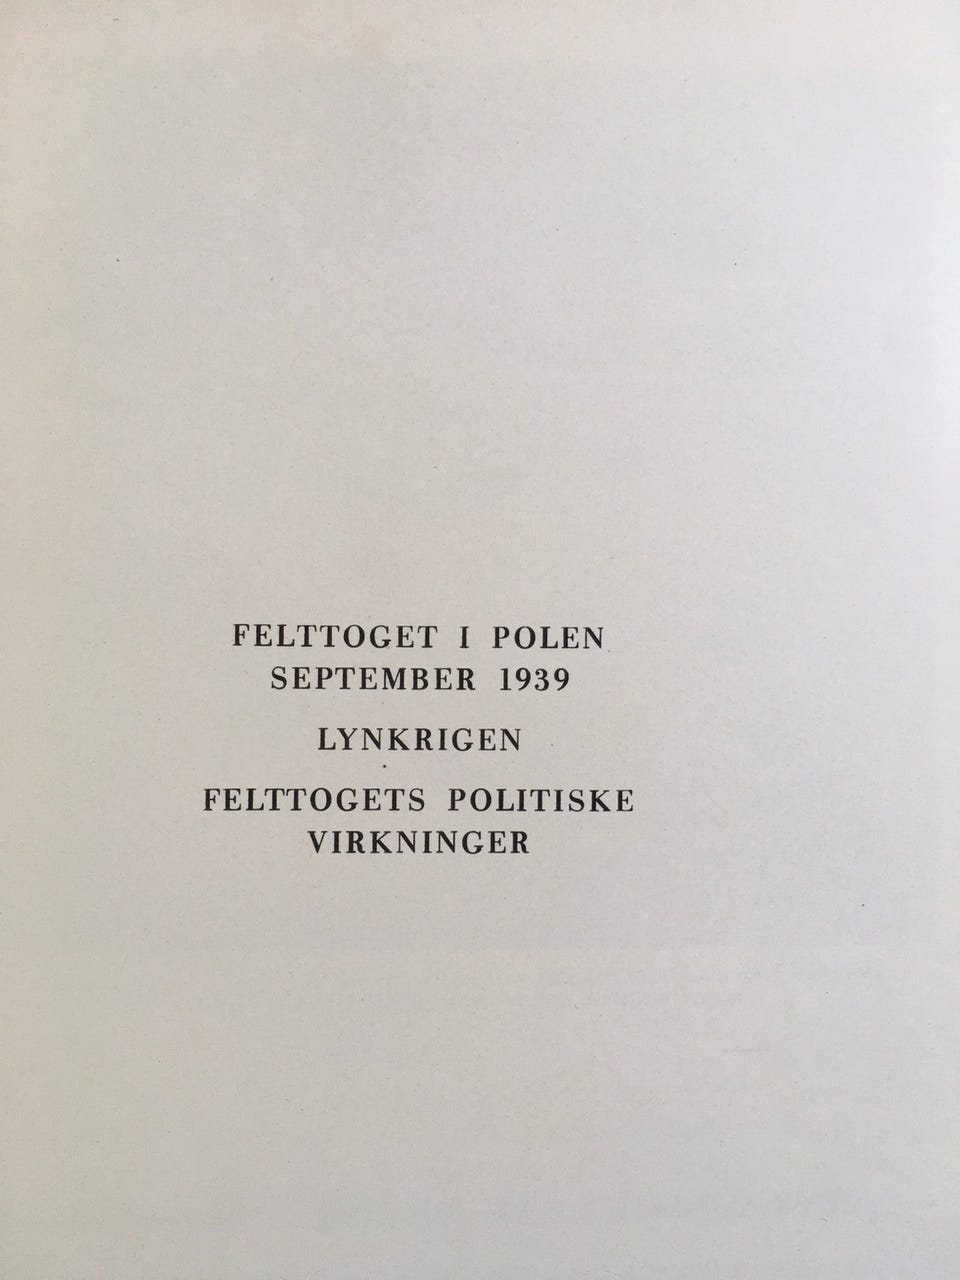 FELTTOGET I POLEN
SEPTEMBER 1939
LYNKRIGEN
FELTTOGETS POLITISKE
VIRKNINGER